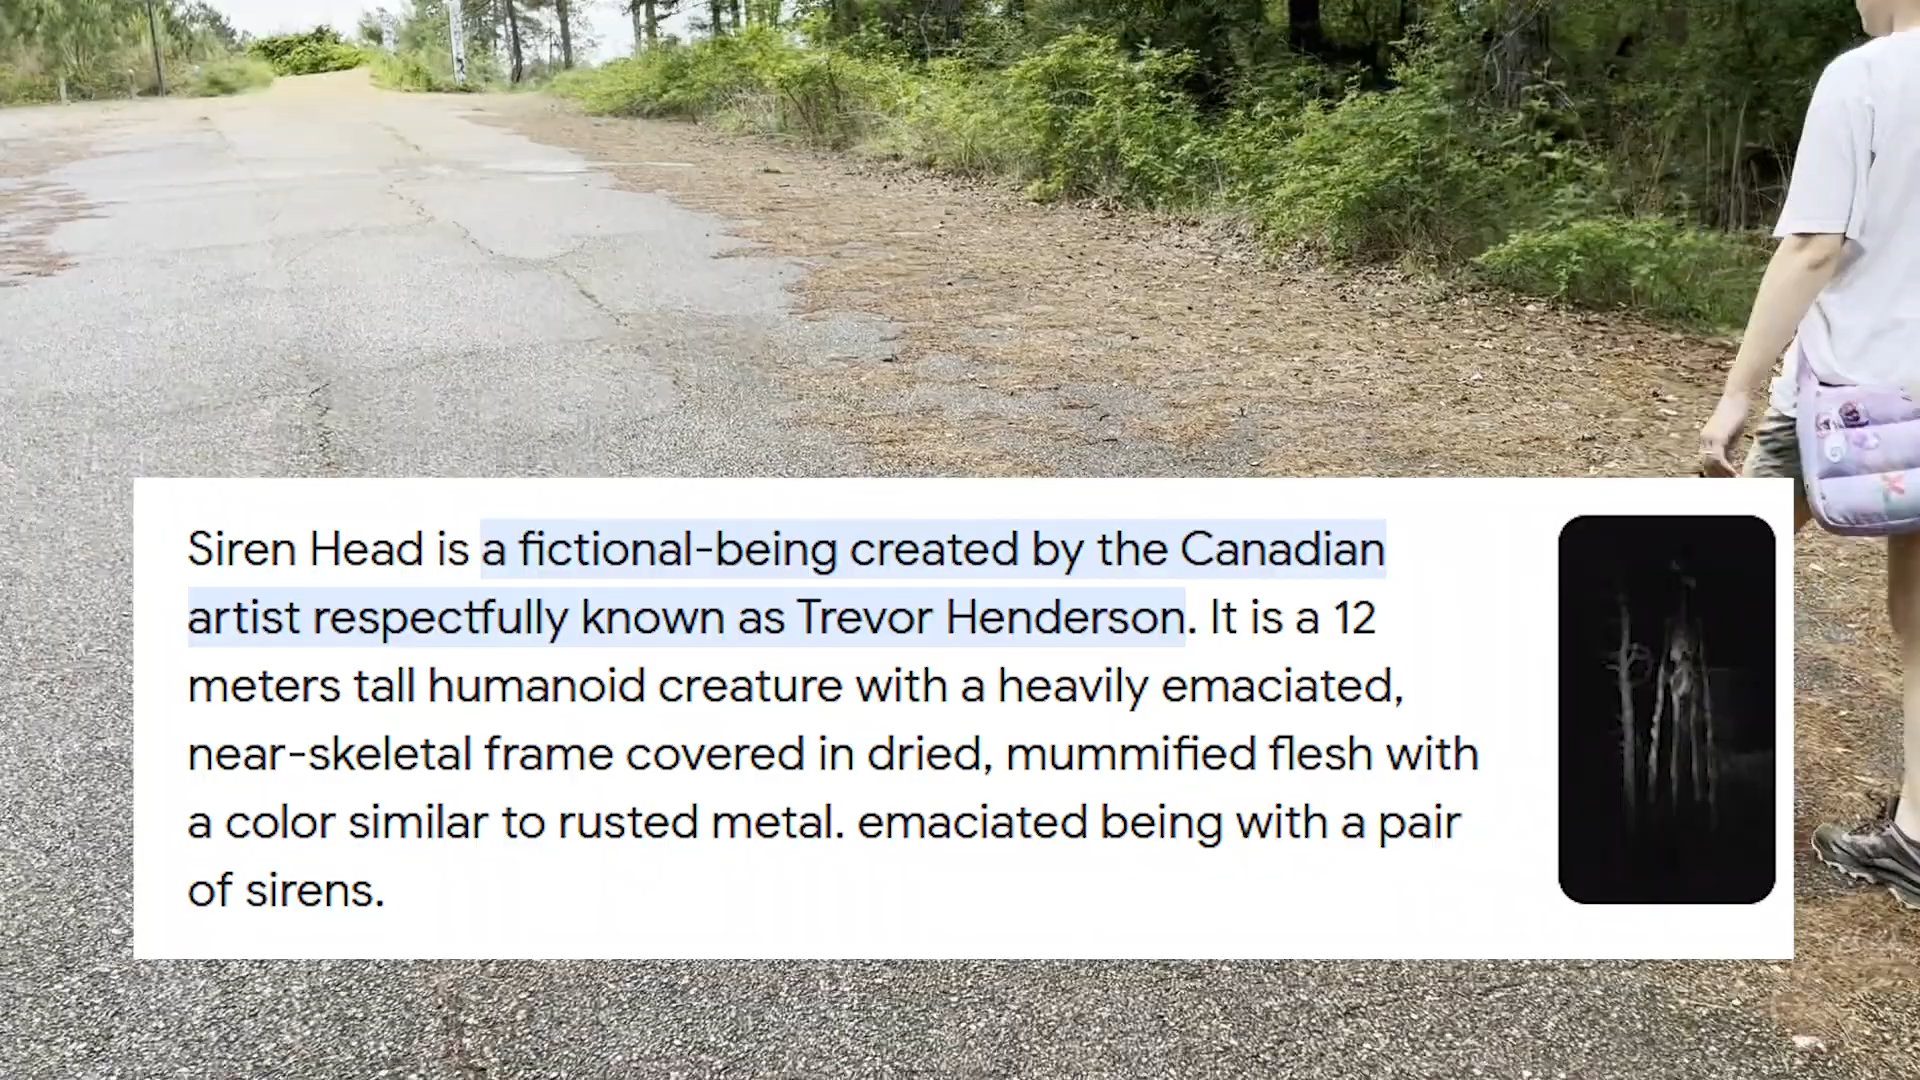 Siren Head is a fictional-being created by the Canadian
artist respectfully known as Trevor Henderson. It is a 12
meters tall humanoid creature with a heavily emaciated,
near-skeletal frame covered in dried, mummified flesh with
a color similar to rusted metal. emaciated being with a pair
of sirens.